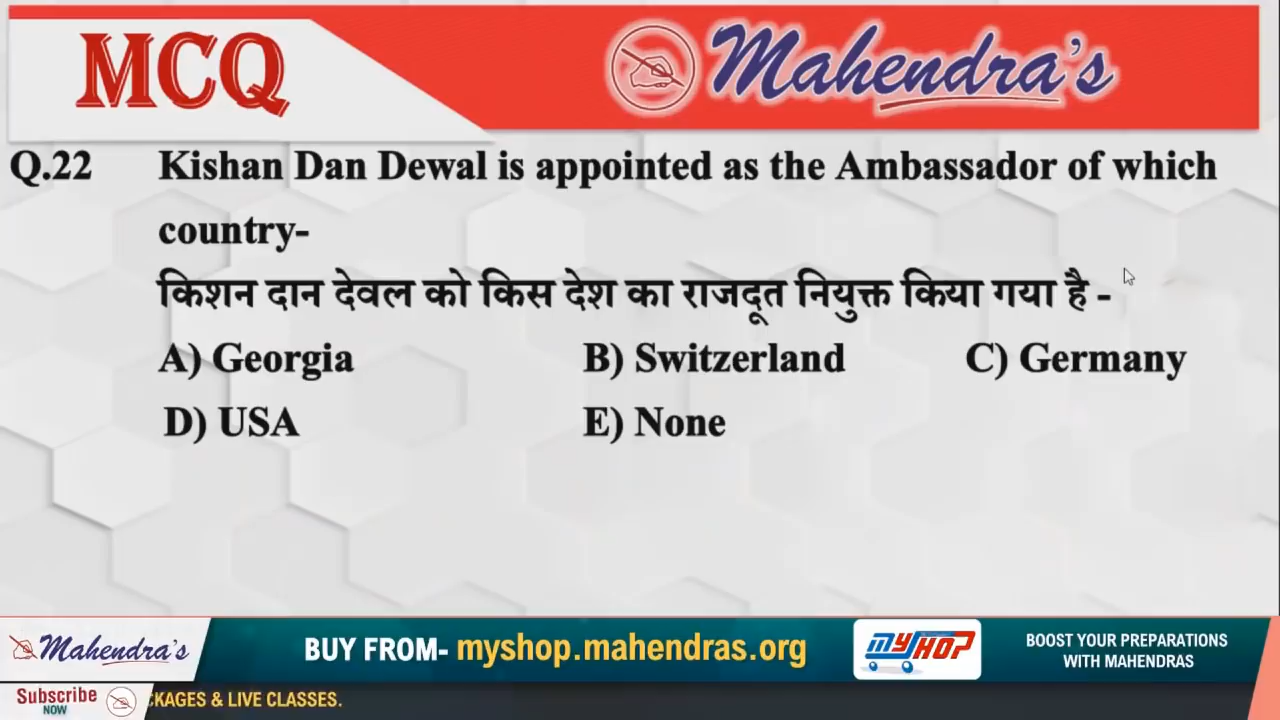 MCQ
Mahendra's
Q.22 Kishan Dan Dewal is appointed as the Ambassador of which
country-
किशन दान देवल को किस देश का राजदूत नियुक्त किया गया है -
A) Georgia B) Switzerland C) Germany
D) USA E) None
Mahendra's
BUY FROM- myshop.mahendras.org
MYSHOP
BOOST YOUR PREPARATIONS
WITH MAHENDRAS
Subscribe
NOW
CKAGES & LIVE CLASSES.